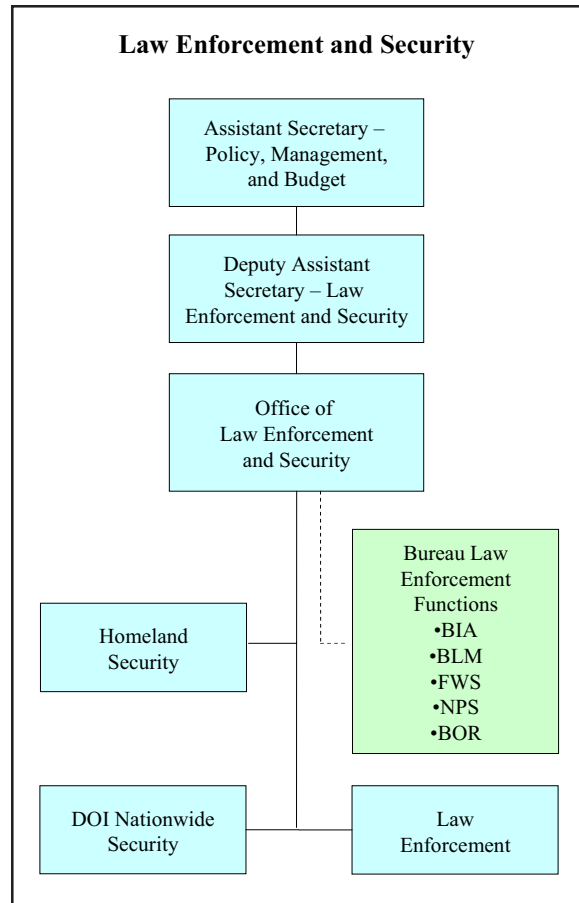 Law Enforcement and Security
Assistant Secretary –
Policy, Management,
and Budget
Deputy Assistant
Secretary – Law
Enforcement and Security
Office of
Law Enforcement
and Security
Bureau Law
Enforcement
Functions
•BIA
•BLM
•FWS
•NPS
•BOR
Homeland
Security
DOI Nationwide
Security
Law
Enforcement